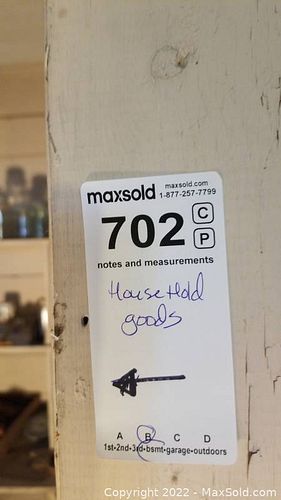 maxsold maxsold.com
1-877-257-7799
702 C
P
notes and measurements
HouseHold
goods
A B C D
1st•2nd•3rd•bsmt•garage•outdoors
Copyright © 2022 - MaxSold.com